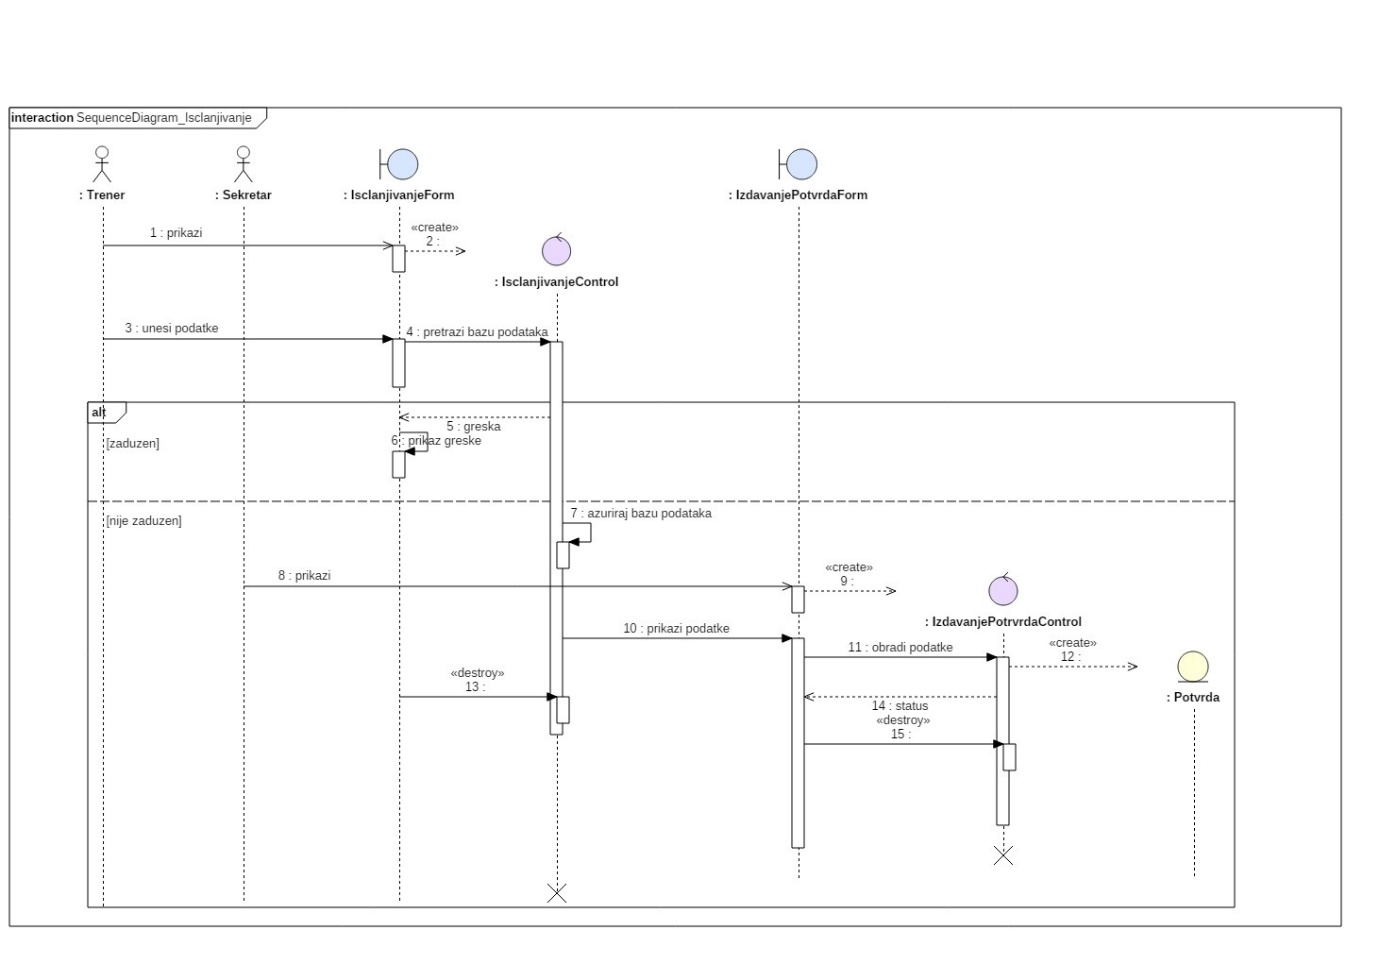 interaction SequenceDiagram_Isclanjivanje
: Trener
: Sekretar
: IsclanjivanjeForm
: IzdavanjePotvrdaForm
1 : prikazi
«create»
2 :
: IsclanjivanjeControl
3 : unesi podatke
4 : pretrazi bazu podataka
alt
5 : greska
[zaduzen]
6 : prikaz greske
7 : azuriraj bazu podataka
[nije zaduzen]
8 : prikazi
«create»
9 :
: IzdavanjePotrvrdaControl
10 : prikazi podatke
11 : obradi podatke
«create»
12 :
«destroy»
13 :
: Potvrda
14 : status
«destroy»
15 :